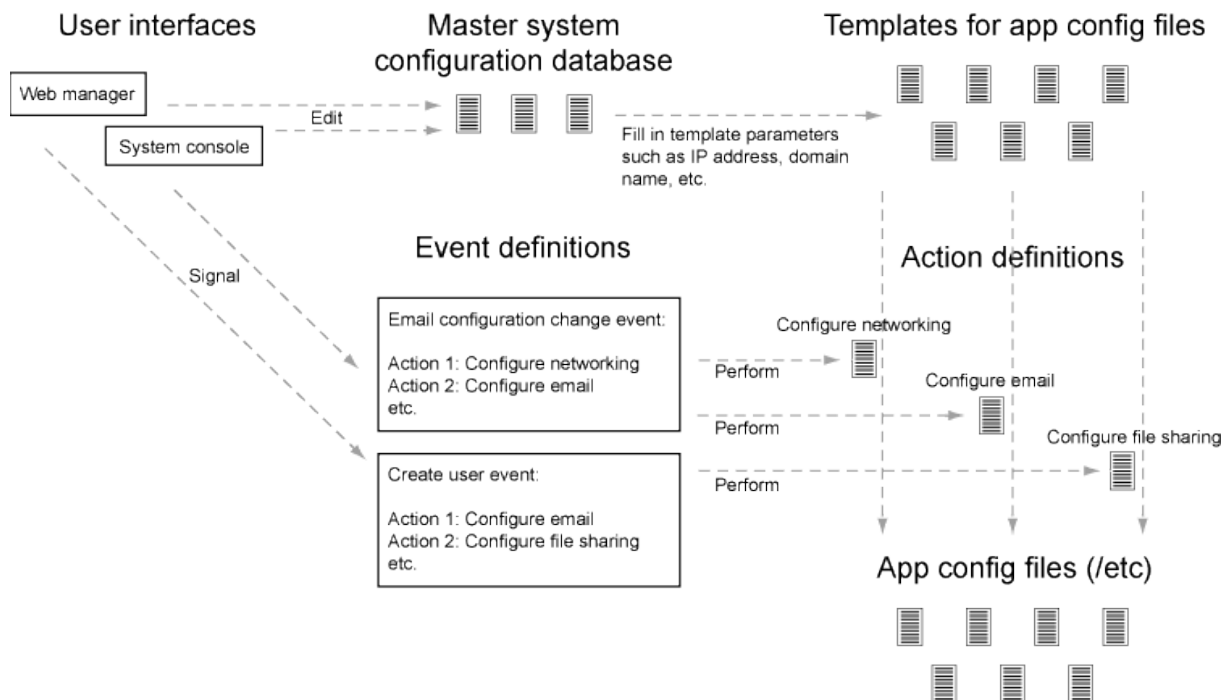 User interfaces
Master system
configuration database
Templates for app config files
Web manager
System console
Edit
Fill in template parameters
such as IP address, domain
name, etc.
Signal
Event definitions
Action definitions
Email configuration change event:
Action 1: Configure networking
Action 2: Configure email
etc.
Perform
Configure networking
Perform
Configure email
Create user event:
Action 1: Configure email
Action 2: Configure file sharing
etc.
Perform
Configure file sharing
App config files (/etc)